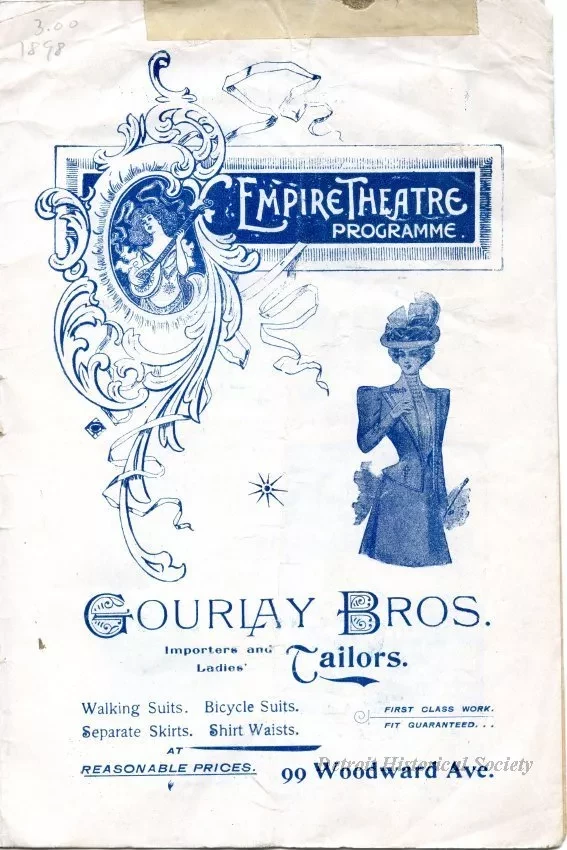 3.00
1898
EMPIRE THEATRE
PROGRAMME.
GOURLAY BROS.
Importers and
Ladies' Tailors.
Walking Suits. Bicycle Suits.
Separate Skirts. Shirt Waists.
FIRST CLASS WORK.
FIT GUARANTEED...
AT
REASONABLE PRICES.
99 Woodward Ave.
Detroit Historical Society